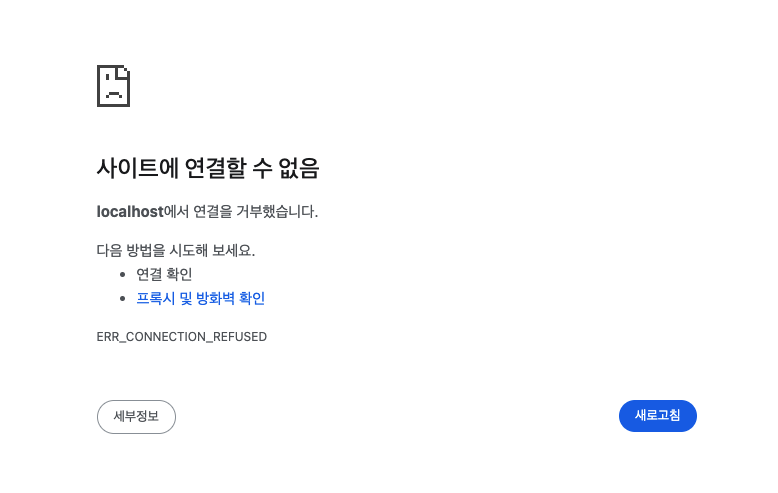 사이트에 연결할 수 없음
localhost에서 연결을 거부했습니다.
다음 방법을 시도해 보세요.
• 연결 확인
• 프록시 및 방화벽 확인
ERR_CONNECTION_REFUSED
세부정보
새로고침